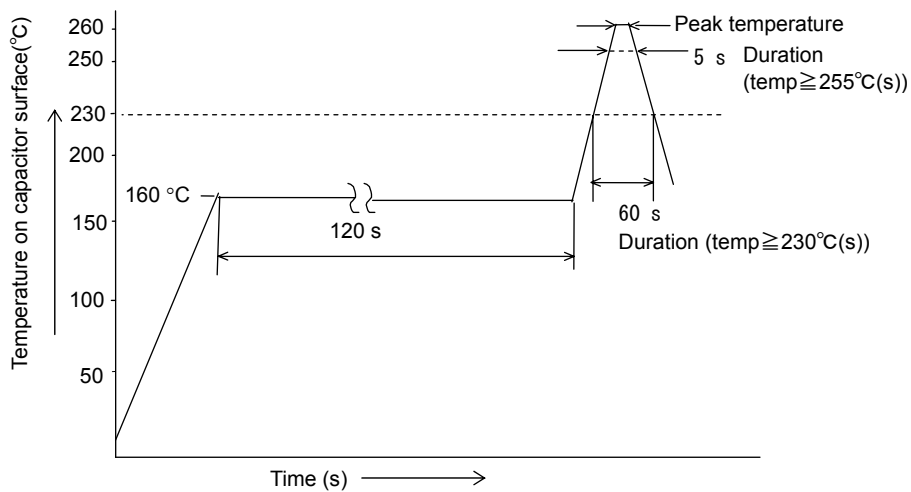 Temperature on capacitor surface(℃)
260
250
230
200
160 °C
150
100
50
Peak temperature
5 s Duration
(temp≧255℃(s))
60 s
Duration (temp≧230℃(s))
120 s
Time (s)